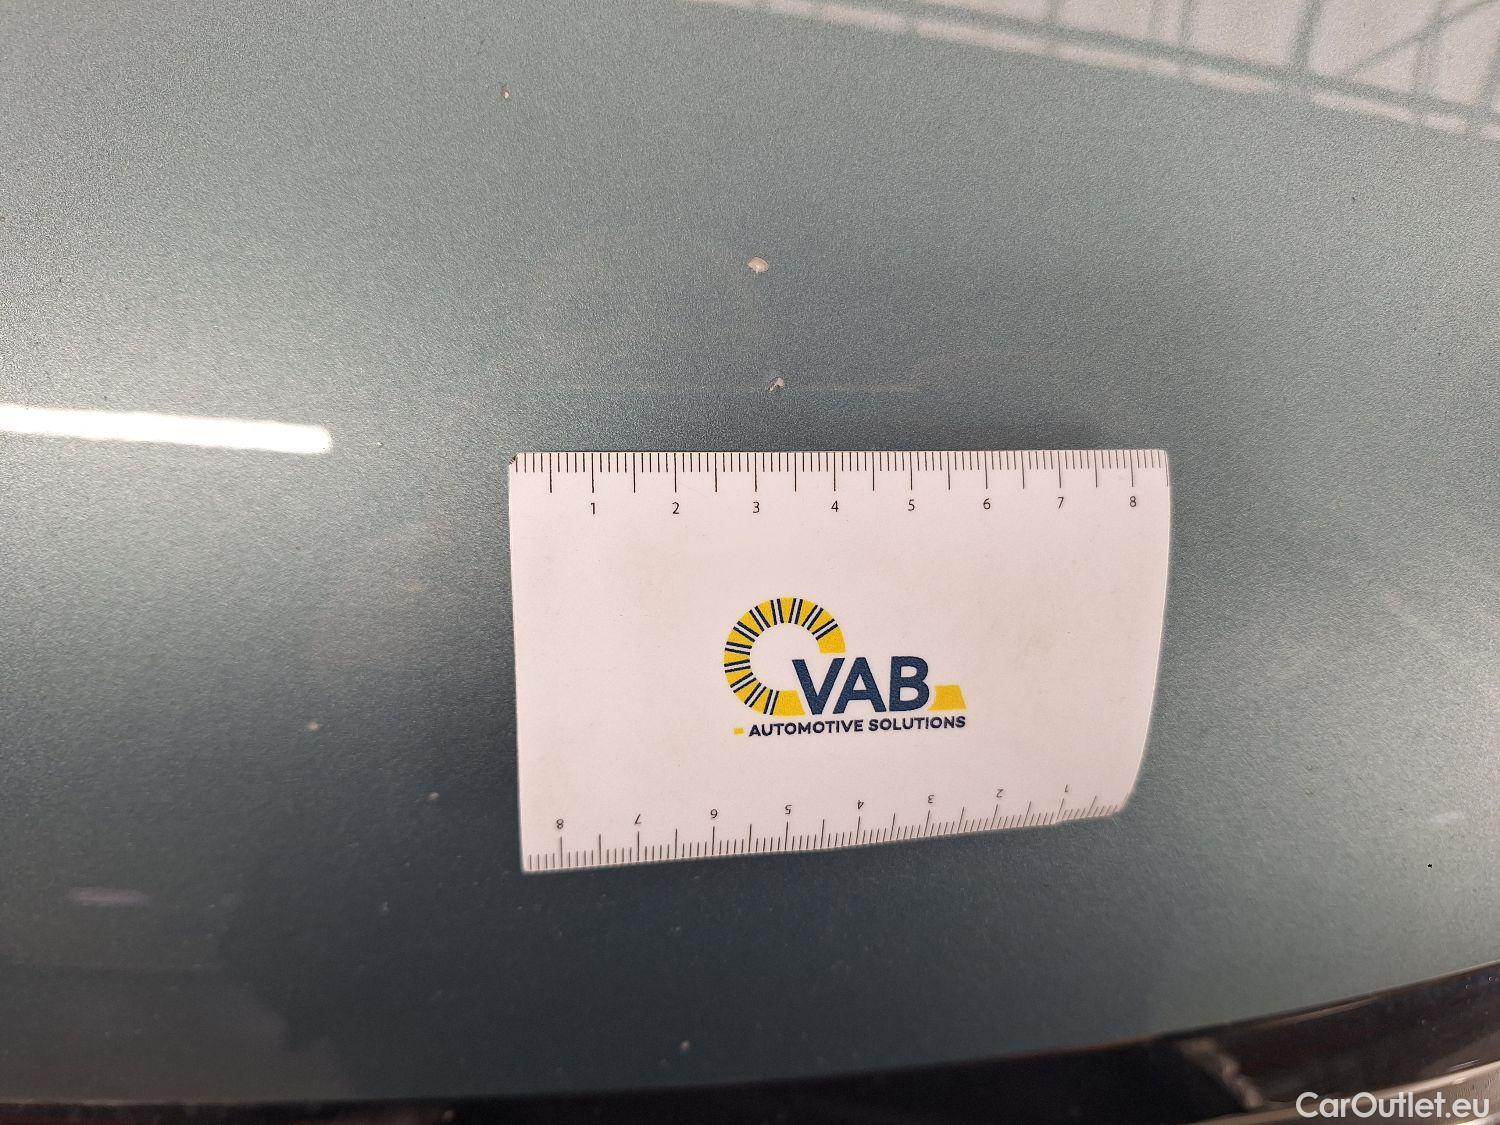 1 2 3 4 5 6 7 8
VAB
AUTOMOTIVE SOLUTIONS
8 7 6 5 4 3 2 1
CarOutlet.eu